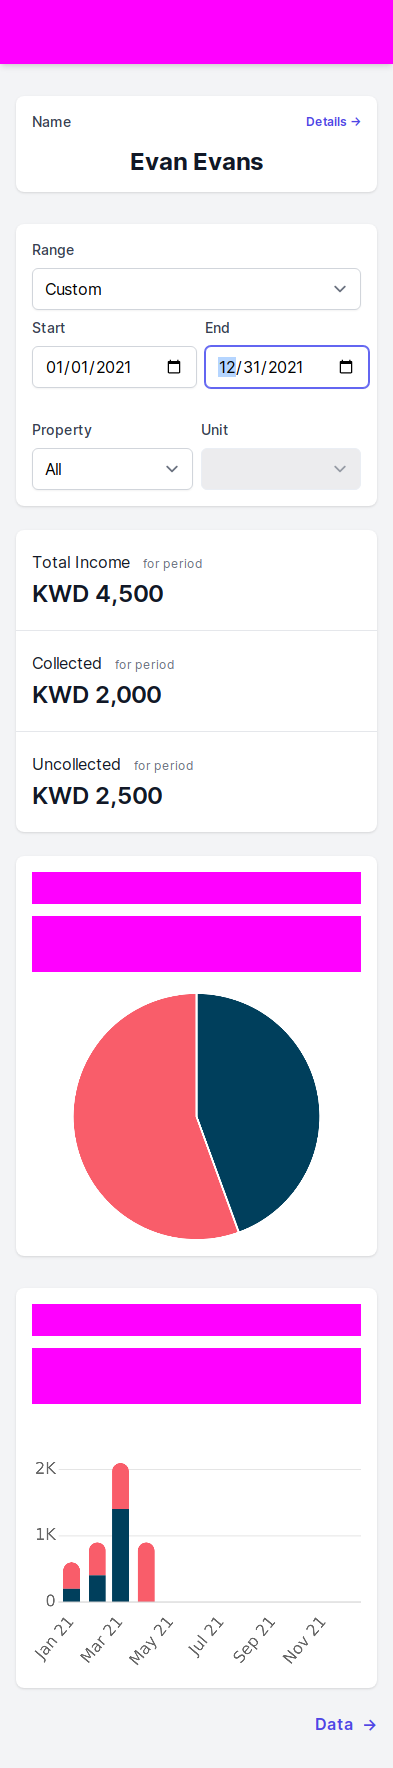 Name Details →
Evan Evans
Range
Custom
Start End
01/01/2021 12/31/2021
Property Unit
All
Total Income for period
KWD 4,500
Collected for period
KWD 2,000
Uncollected for period
KWD 2,500
2K
1K
0
Jan 21 Mar 21 May 21 Jul 21 Sep 21 Nov 21
Data →